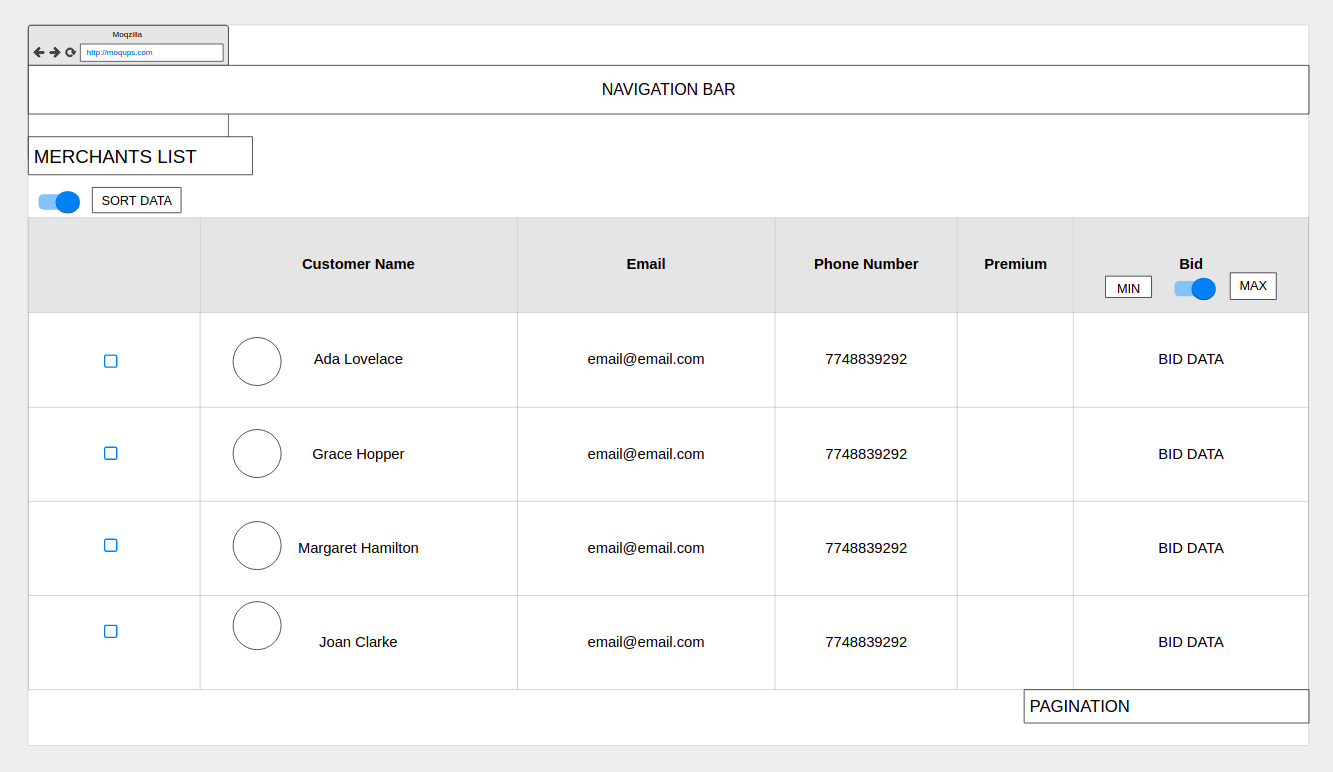 Moqzilla
http://moqups.com
NAVIGATION BAR
MERCHANTS LIST
SORT DATA
Customer Name Email Phone Number Premium Bid
MIN MAX
Ada Lovelace email@email.com 7748839292 BID DATA
Grace Hopper email@email.com 7748839292 BID DATA
Margaret Hamilton email@email.com 7748839292 BID DATA
Joan Clarke email@email.com 7748839292 BID DATA
PAGINATION